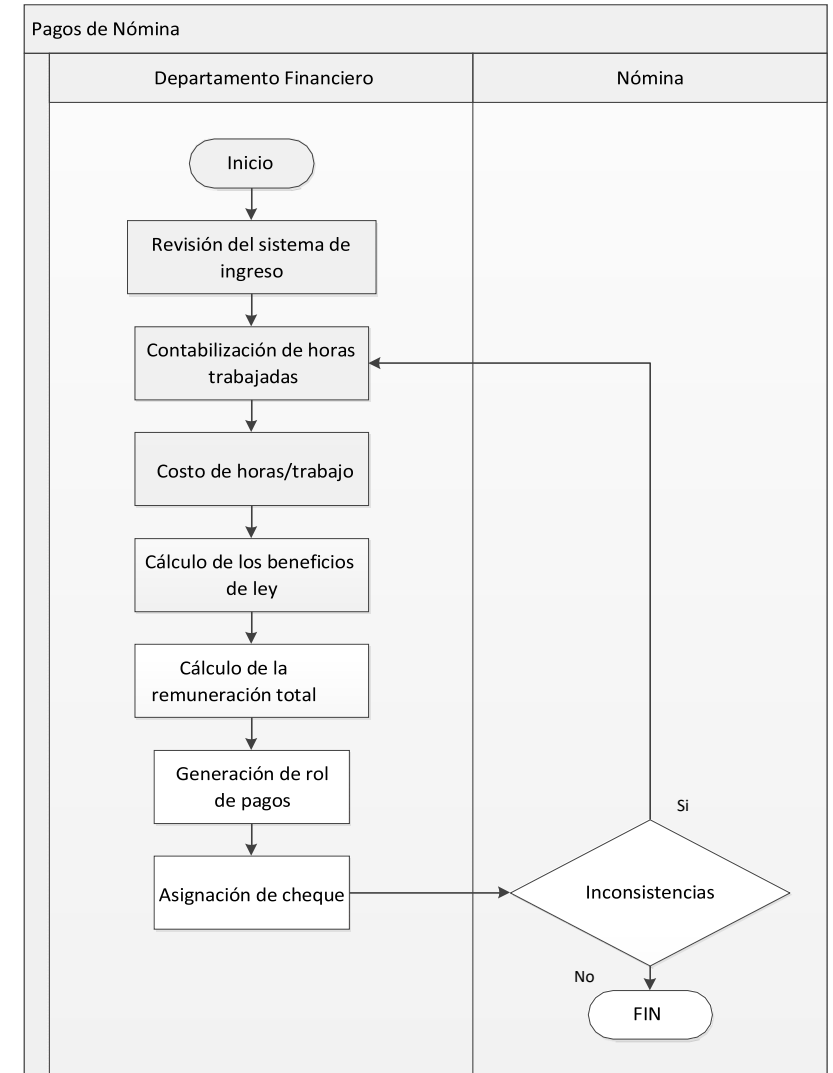 Pagos de Nómina
Departamento Financiero
Nómina
Inicio
Revisión del sistema de
ingreso
Contabilización de horas
trabajadas
Costo de horas/trabajo
Cálculo de los beneficios
de ley
Cálculo de la
remuneración total
Generación de rol
de pagos
Asignación de cheque
Si
Inconsistencias
No
FIN